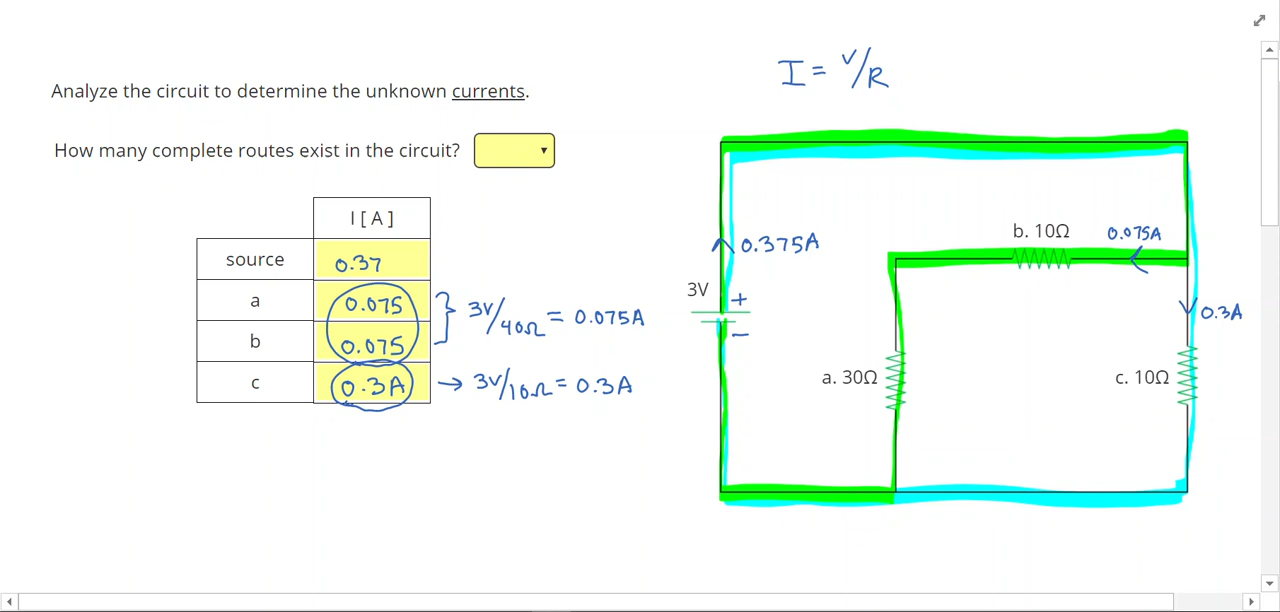 I = V/R
Analyze the circuit to determine the unknown currents.
How many complete routes exist in the circuit?
I [ A ]
source 0.37
a 0.075
b 0.075
c 0.3A
3V/40Ω = 0.075A
→ 3V/10Ω = 0.3A
0.375A
3V
+
−
b. 10Ω
0.075A
0.3A
a. 30Ω
c. 10Ω